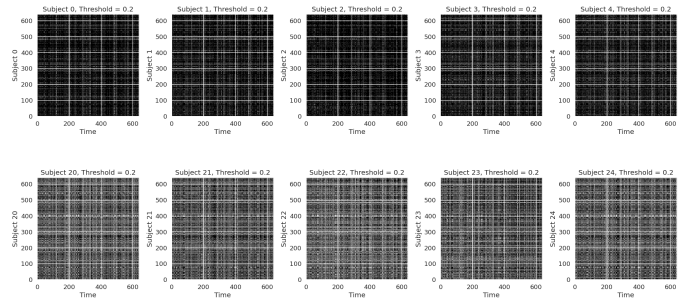 Subject 0, Threshold = 0.2
Subject 1, Threshold = 0.2
Subject 2, Threshold = 0.2
Subject 3, Threshold = 0.2
Subject 4, Threshold = 0.2
600
500
400
300
200
100
0
Subject 0
0 200 400 600
Time
600
500
400
300
200
100
0
Subject 1
0 200 400 600
Time
600
500
400
300
200
100
0
Subject 2
0 200 400 600
Time
600
500
400
300
200
100
0
Subject 3
0 200 400 600
Time
600
500
400
300
200
100
0
Subject 4
0 200 400 600
Time
Subject 20, Threshold = 0.2
Subject 21, Threshold = 0.2
Subject 22, Threshold = 0.2
Subject 23, Threshold = 0.2
Subject 24, Threshold = 0.2
600
500
400
300
200
100
0
Subject 20
0 200 400 600
Time
600
500
400
300
200
100
0
Subject 21
0 200 400 600
Time
600
500
400
300
200
100
0
Subject 22
0 200 400 600
Time
600
500
400
300
200
100
0
Subject 23
0 200 400 600
Time
600
500
400
300
200
100
0
Subject 24
0 200 400 600
Time